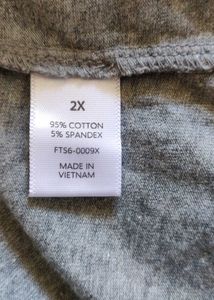 2X
95% COTTON
5% SPANDEX
FTS6-0009X
MADE IN
VIETNAM